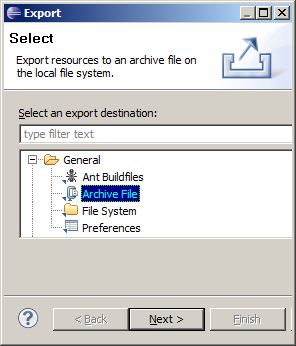 Export
Select
Export resources to an archive file on
the local file system.
Select an export destination:
type filter text
General
Ant Buildfiles
Archive File
File System
Preferences
? < Back Next > Finish